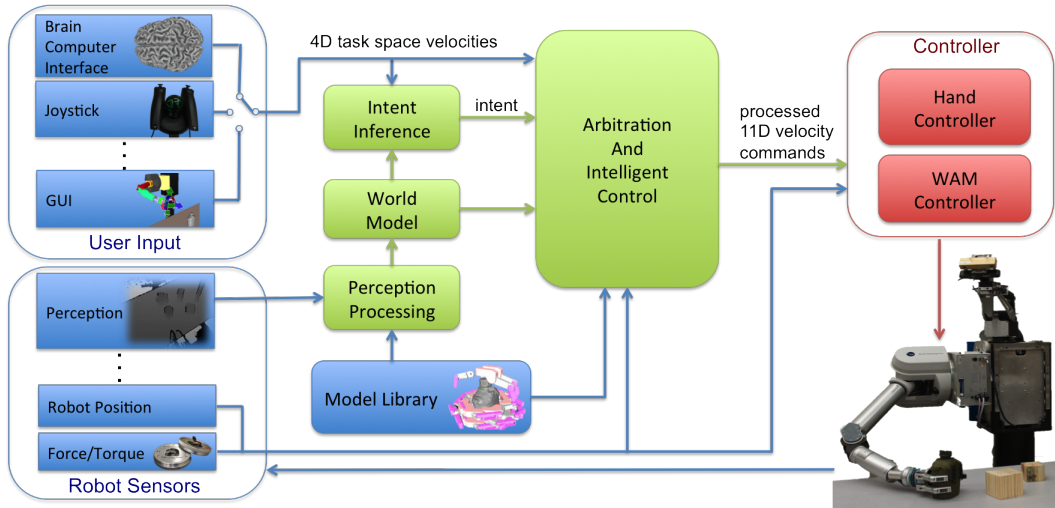 Brain
Computer
Interface
Joystick
GUI
User Input
4D task space velocities
Intent
Inference
intent
World
Model
Perception
Processing
Model Library
Arbitration
And
Intelligent
Control
processed
11D velocity
commands
Controller
Hand
Controller
WAM
Controller
Perception
Robot Position
Force/Torque
Robot Sensors